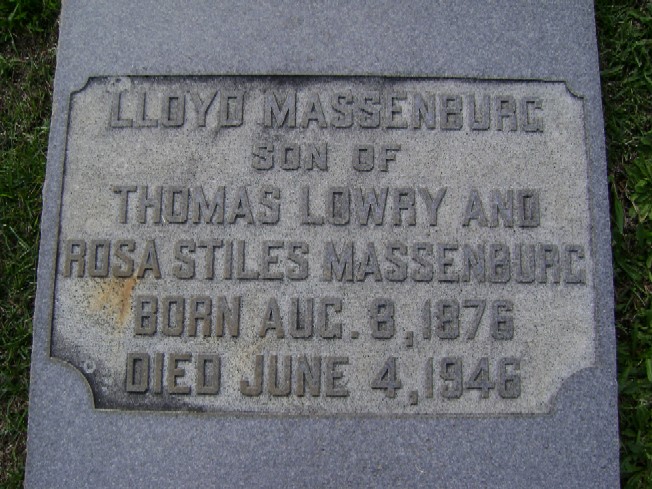 LLOYD MASSENBURG
SON OF
THOMAS LOWRY AND
ROSA STILES MASSENBURG
BORN AUG. 8, 1876
DIED JUNE 4, 1946